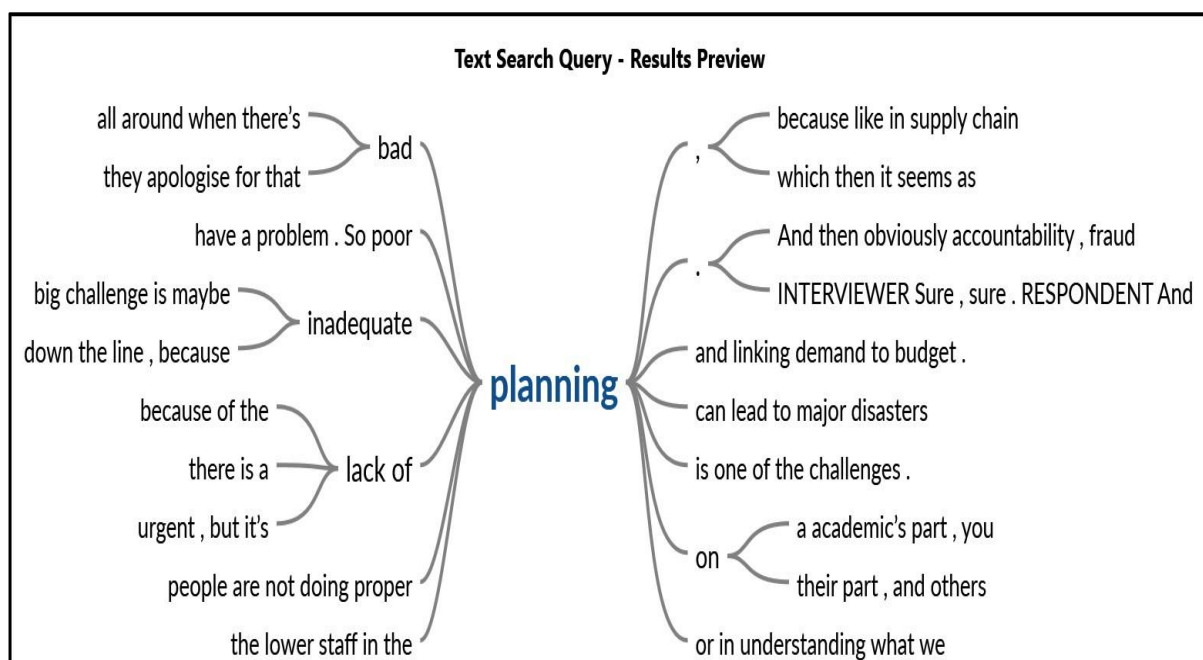 Text Search Query - Results Preview
all around when there's
they apologise for that
bad
have a problem . So poor
big challenge is maybe
down the line , because
inadequate
because of the
there is a
urgent , but it's
lack of
people are not doing proper
the lower staff in the
planning
,
because like in supply chain
which then it seems as
.
And then obviously accountability , fraud
INTERVIEWER Sure , sure . RESPONDENT And
and linking demand to budget .
can lead to major disasters
is one of the challenges .
on
a academic's part , you
their part , and others
or in understanding what we